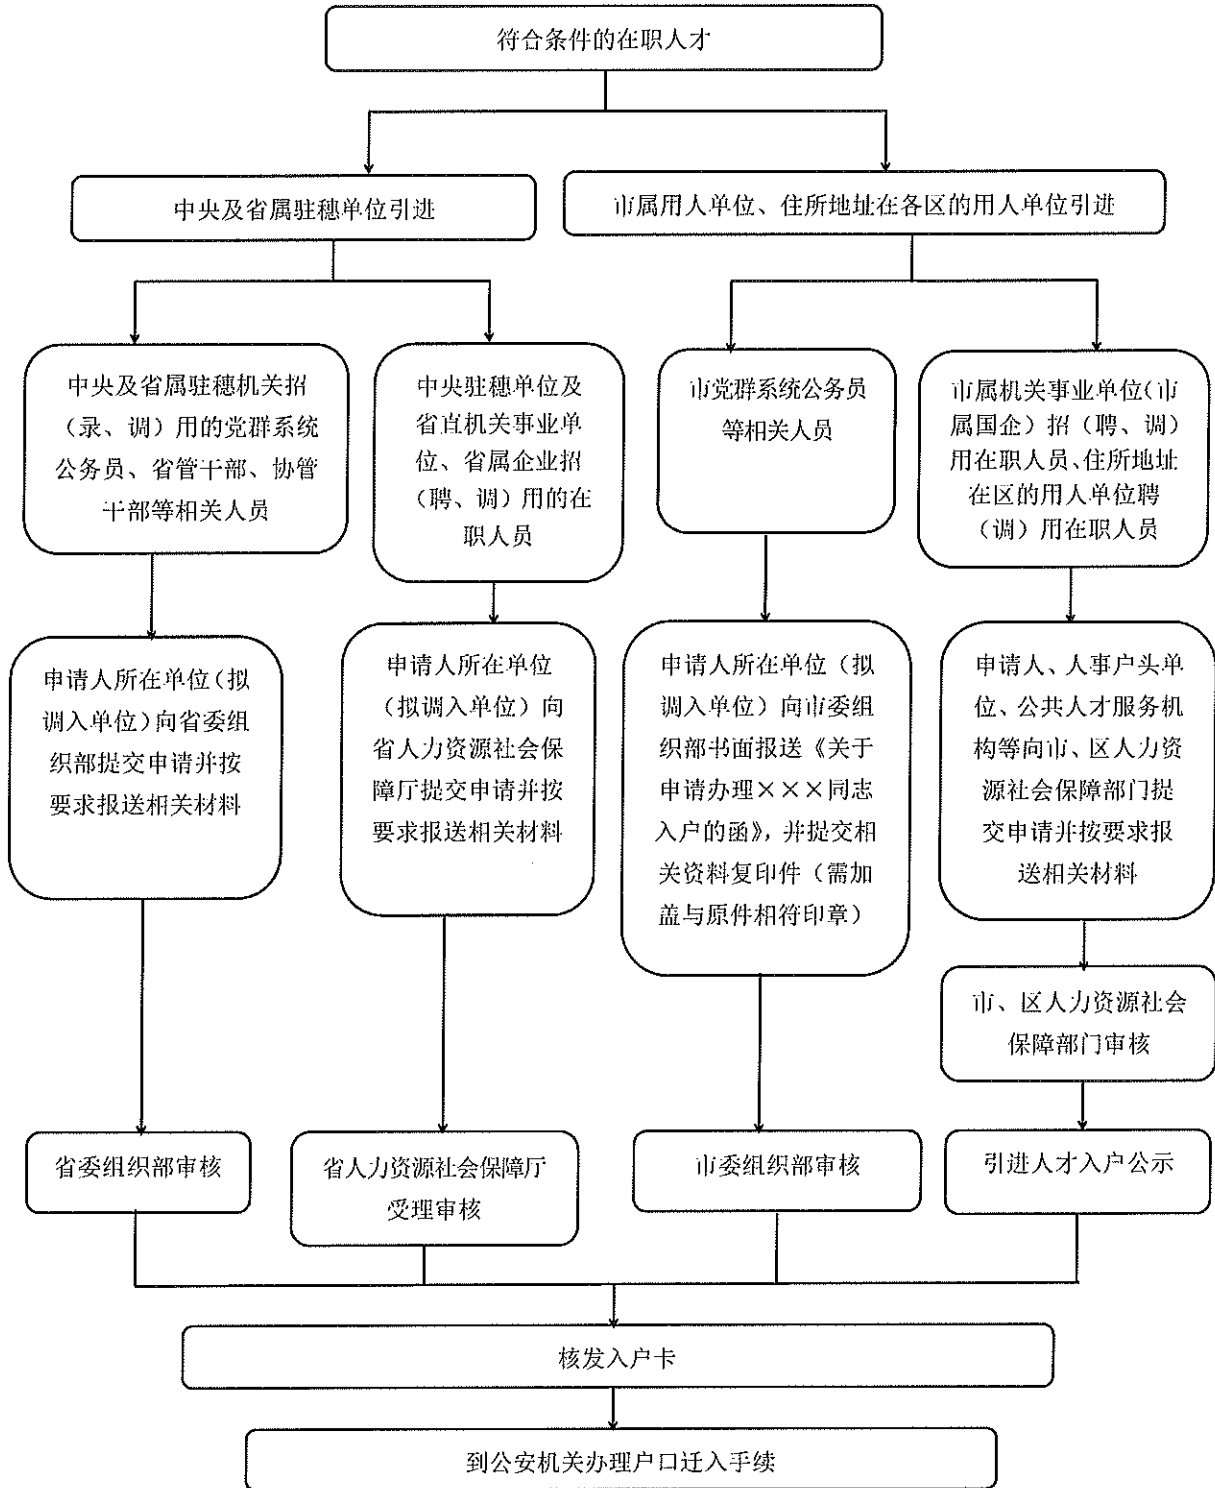 符合条件的在职人才
中央及省属驻穗单位引进
市属用人单位、住所地址在各区的用人单位引进
中央及省属驻穗机关招
（录、调）用的党群系统
公务员、省管干部、协管
干部等相关人员
中央驻穗单位及
省直机关事业单
位、省属企业招
（聘、调）用的在
职人员
市党群系统公务员
等相关人员
市属机关事业单位（市
属国企）招（聘、调）
用在职人员、住所地址
在区的用人单位聘
（调）用在职人员
申请人所在单位（拟
调入单位）向省委组
织部提交申请并按
要求报送相关材料
申请人所在单位
（拟调入单位）向
省人力资源社会保
障厅提交申请并按
要求报送相关材料
申请人所在单位（拟
调入单位）向市委组
织部书面报送《关于
申请办理×××同志
入户的函》，并提交相
关资料复印件（需加
盖与原件相符印章）
申请人、人事户头单
位、公共人才服务机
构等向市、区人力资
源社会保障部门提
交申请并按要求报
送相关材料
市、区人力资源社会
保障部门审核
省委组织部审核
省人力资源社会保障厅
受理审核
市委组织部审核
引进人才入户公示
核发入户卡
到公安机关办理户口迁入手续